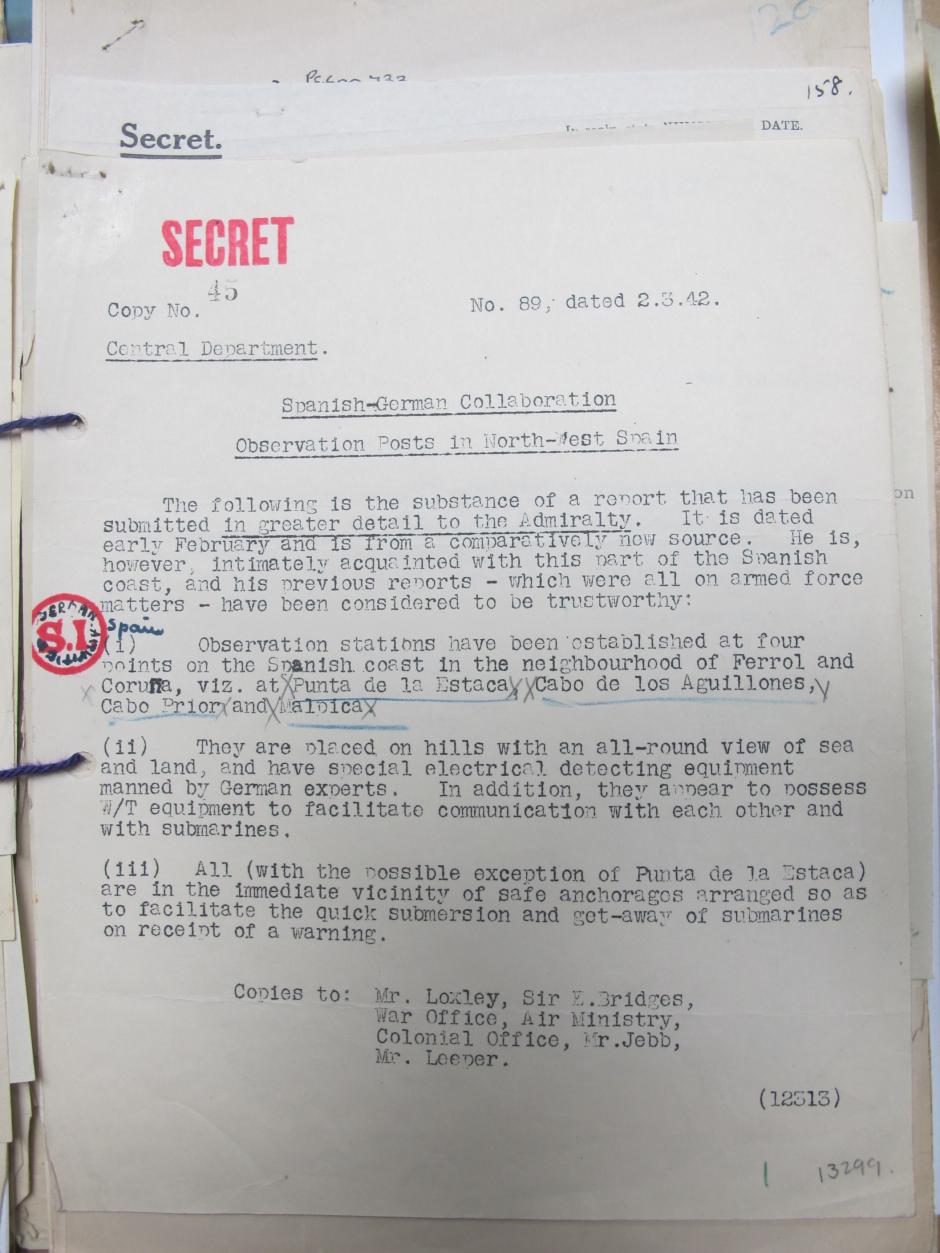 158.
Secret.
DATE.
SECRET
45
Copy No.
No. 89, dated 2.3.42.
Central Department.
Spanish-German Collaboration
Observation Posts in North-West Spain
The following is the substance of a report that has been
submitted in greater detail to the Admiralty. It is dated
early February and is from a comparatively new source. He is,
however, intimately acquainted with this part of the Spanish
coast, and his previous reports - which were all on armed force
matters - have been considered to be trustworthy:
S.I
Spain
(i) Observation stations have been established at four
points on the Spanish coast in the neighbourhood of Ferrol and
Coruña, viz. at Punta de la Estaca, Cabo de los Aguillones,
Cabo Prior and Malpica
(ii) They are placed on hills with an all-round view of sea
and land, and have special electrical detecting equipment
manned by German experts. In addition, they appear to possess
W/T equipment to facilitate communication with each other and
with submarines.
(iii) All (with the possible exception of Punta de la Estaca)
are in the immediate vicinity of safe anchorages arranged so as
to facilitate the quick submersion and get-away of submarines
on receipt of a warning.
Copies to: Mr. Loxley, Sir E.Bridges,
War Office, Air Ministry,
Colonial Office, Mr.Jebb,
Mr. Leeper.
(12313)
13299.